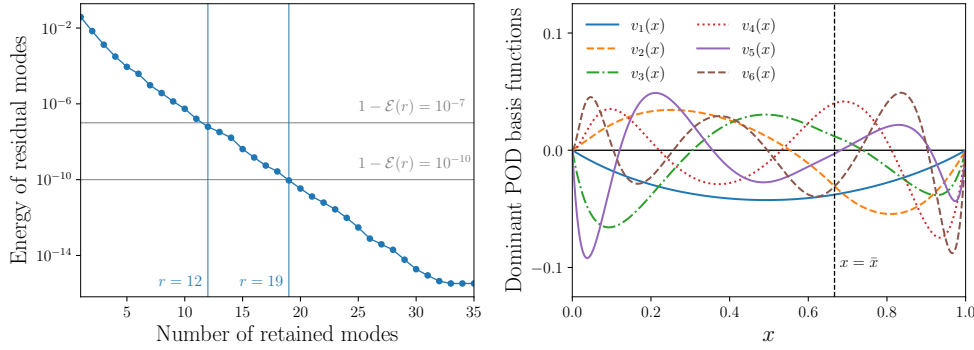 Energy of residual modes
10⁻²
10⁻⁶
10⁻¹⁰
10⁻¹⁴
1 − ℰ(r) = 10⁻⁷
1 − ℰ(r) = 10⁻¹⁰
r = 12
r = 19
5 10 15 20 25 30 35
Number of retained modes
Dominant POD basis functions
0.1
0.0
−0.1
v₁(x) v₄(x)
v₂(x) v₅(x)
v₃(x) v₆(x)
x = x̄
0.0 0.2 0.4 0.6 0.8 1.0
x